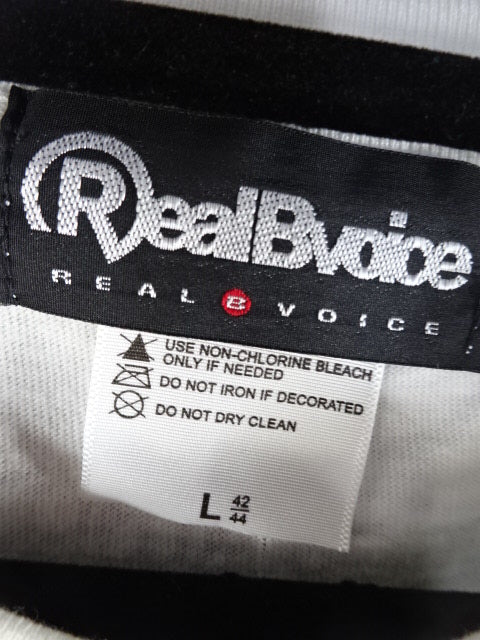 RealBvoice
REAL B VOICE
USE NON-CHLORINE BLEACH
ONLY IF NEEDED
DO NOT IRON IF DECORATED
DO NOT DRY CLEAN
L 42/44